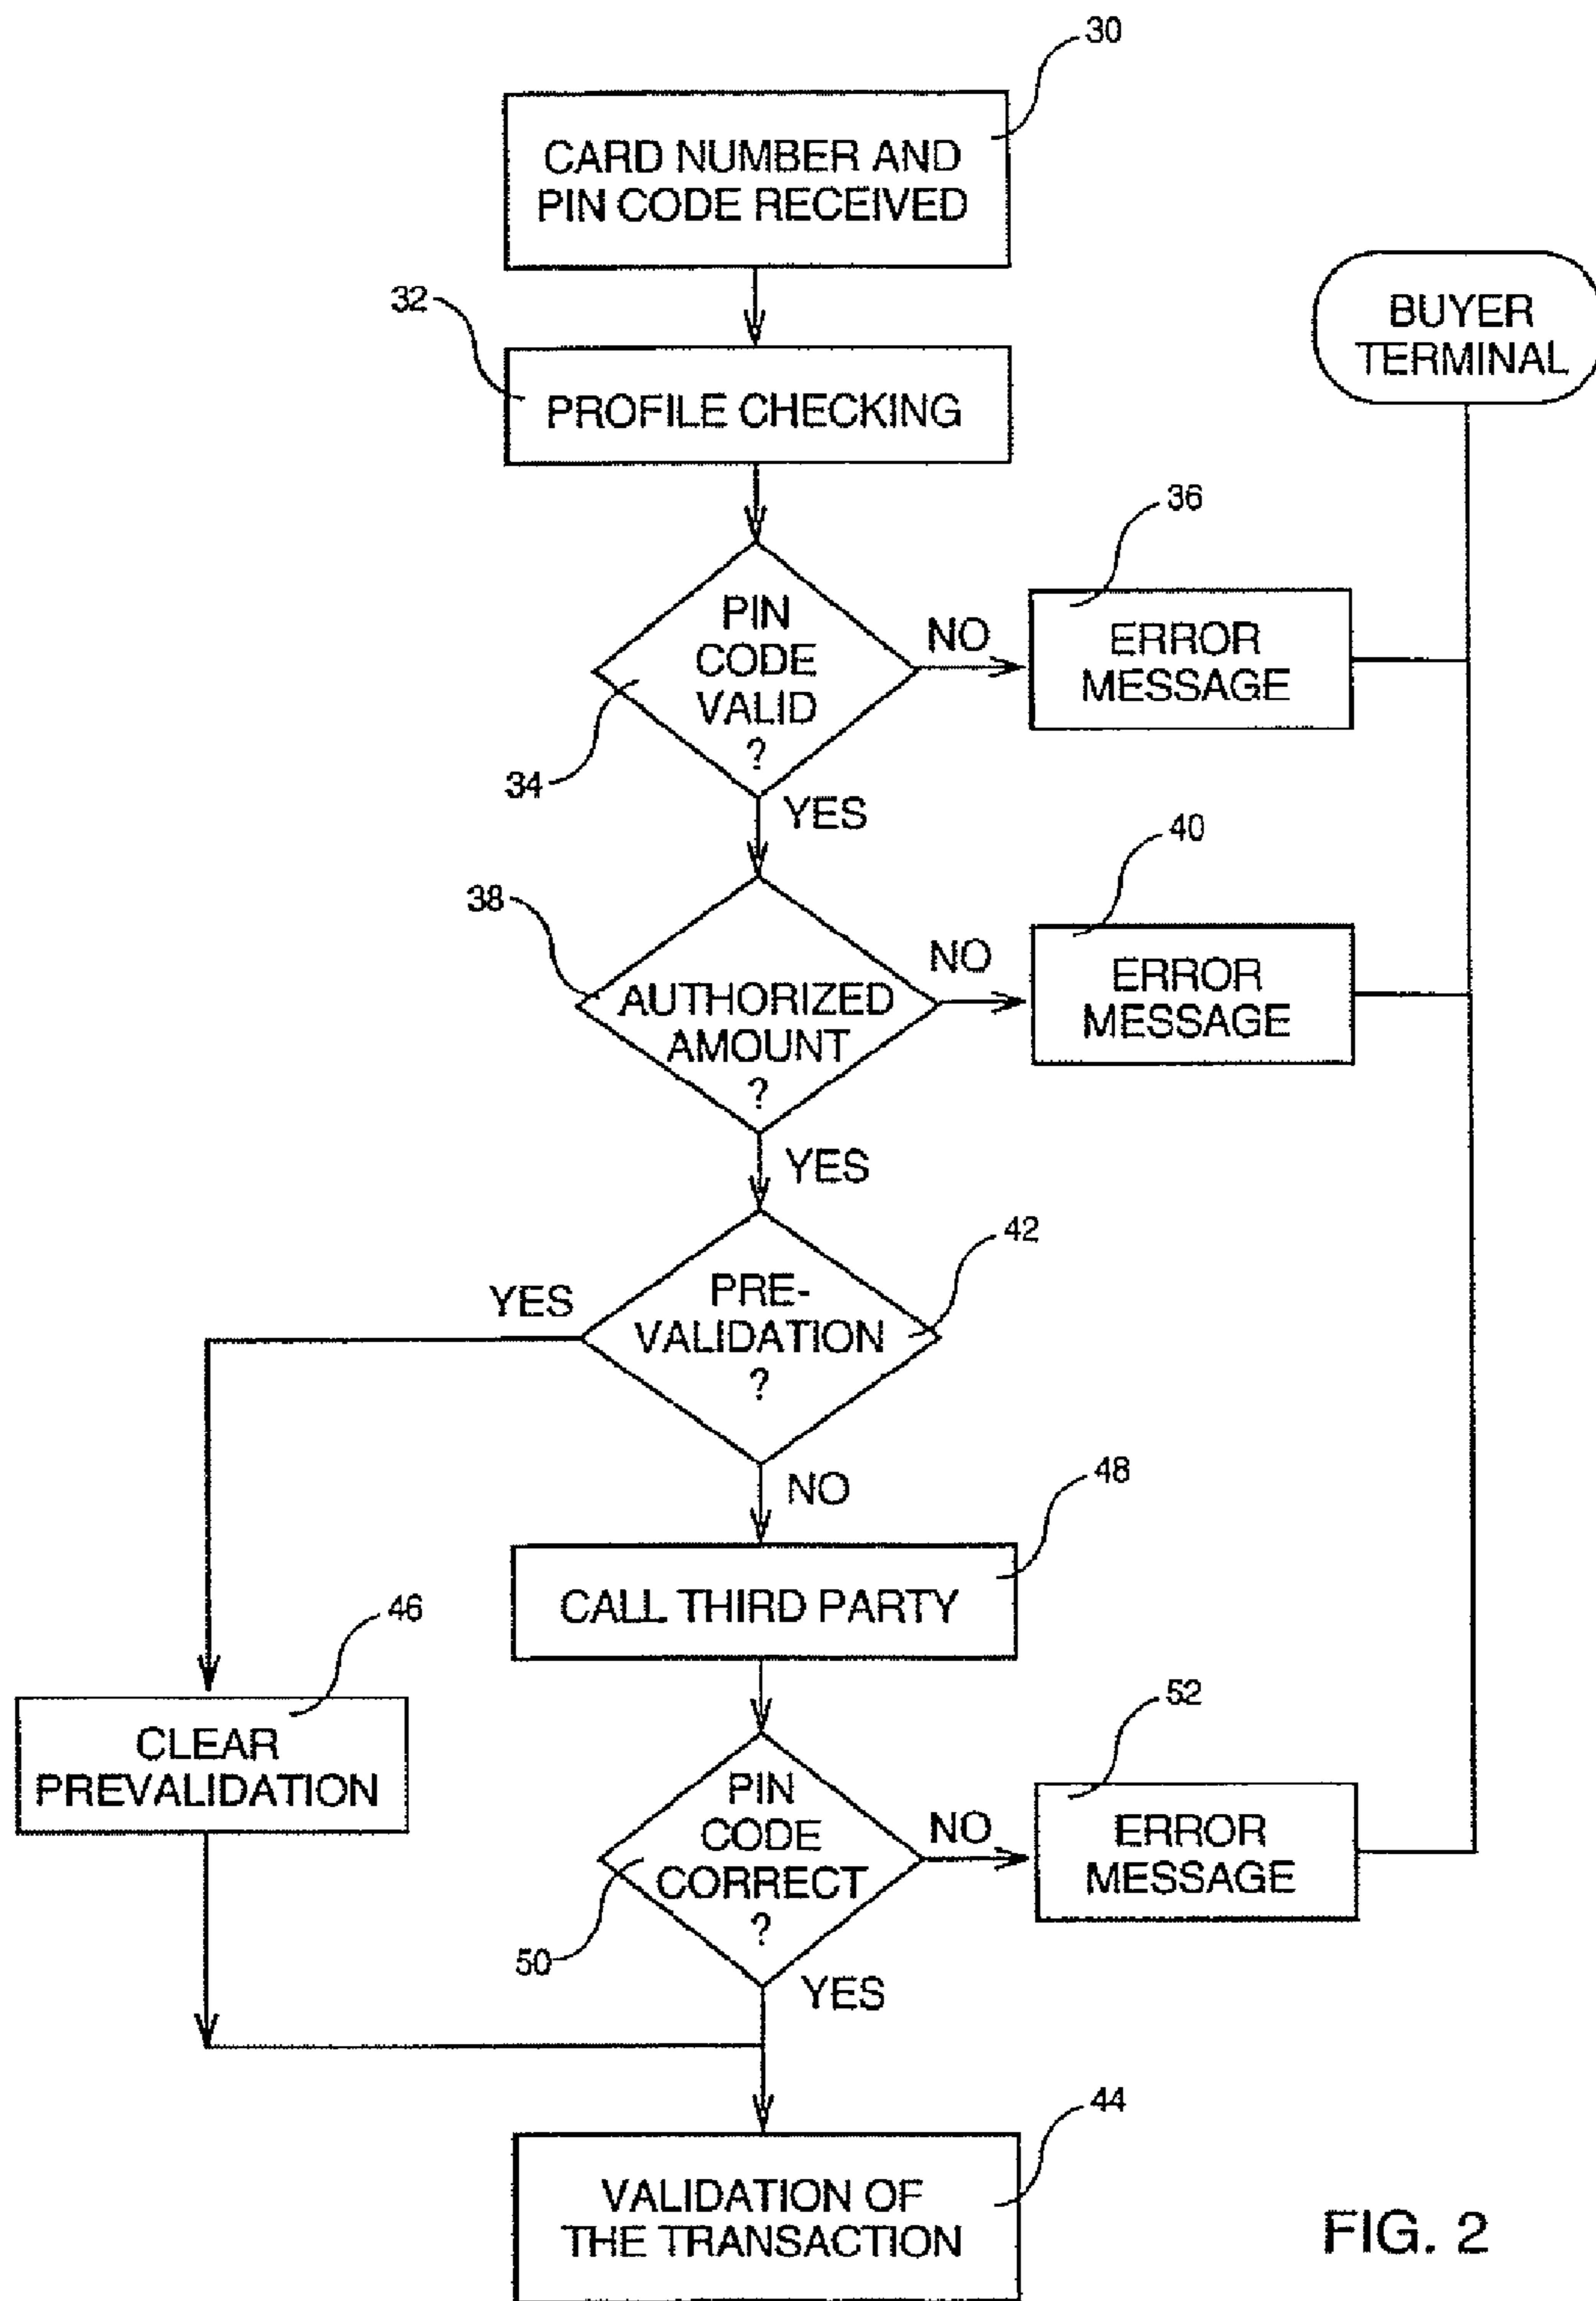 30
CARD NUMBER AND
PIN CODE RECEIVED
32
PROFILE CHECKING
BUYER
TERMINAL
36
PIN
CODE
VALID
?
34
NO
ERROR
MESSAGE
YES
40
38
AUTHORIZED
AMOUNT
?
NO
ERROR
MESSAGE
YES
42
PRE-
VALIDATION
?
YES
NO
48
CALL THIRD PARTY
46
CLEAR
PREVALIDATION
52
PIN
CODE
CORRECT
?
50
NO
ERROR
MESSAGE
YES
44
VALIDATION OF
THE TRANSACTION
FIG. 2